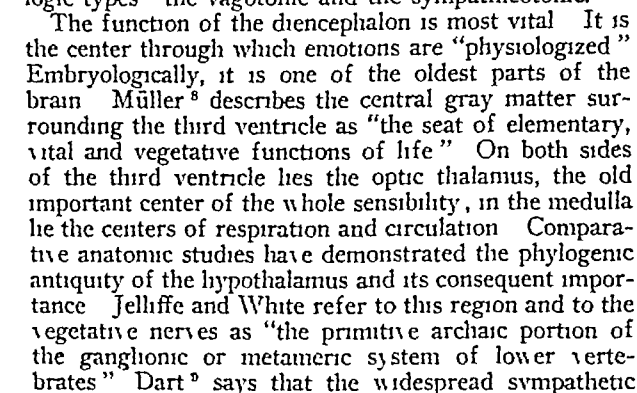 logic types the vagotonic and the sympathicotonic
The function of the diencephalon is most vital It is
the center through which emotions are "physiologized"
Embryologically, it is one of the oldest parts of the
brain Müller 8 describes the central gray matter sur-
rounding the third ventricle as "the seat of elementary,
vital and vegetative functions of life" On both sides
of the third ventricle lies the optic thalamus, the old
important center of the whole sensibility, in the medulla
lie the centers of respiration and circulation Compara-
tive anatomic studies have demonstrated the phylogenic
antiquity of the hypothalamus and its consequent impor-
tance Jelliffe and White refer to this region and to the
vegetative nerves as "the primitive archaic portion of
the ganglionic or metameric system of lower verte-
brates" Dart 9 says that the widespread sympathetic